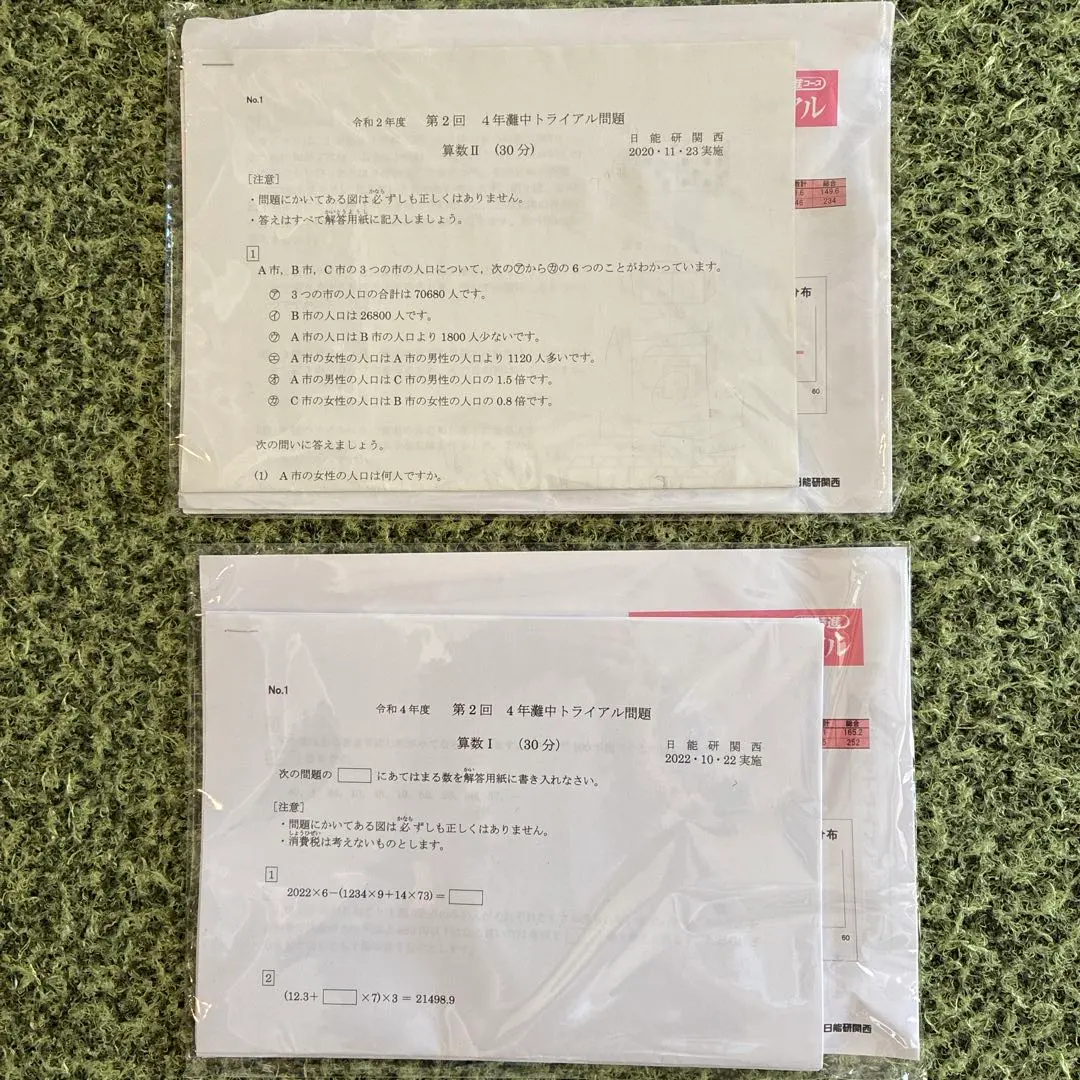 No.1
令和2年度 第2回 4年灘中トライアル問題
算数Ⅱ (30分)
日能研関西
2020・11・23実施
[注意]
・問題にかいてある図は必ずしも正しくはありません。
・答えはすべて解答用紙に記入しましょう。
1
A市,B市,C市の3つの市の人口について,次の㋐から㋕の6つのことがわかっています。
㋐ 3つの市の人口の合計は70680人です。
㋑ B市の人口は26800人です。
㋒ A市の人口はB市の人口より1800人少ないです。
㋓ A市の女性の人口はA市の男性の人口より1120人多いです。
㋔ A市の男性の人口はC市の男性の人口の1.5倍です。
㋕ C市の女性の人口はB市の女性の人口の0.8倍です。
次の問いに答えましょう。
(1) A市の女性の人口は何人ですか。
コース
ル
総合
149.6
234
分布
60
日能研関西
No.1
令和4年度 第2回 4年灘中トライアル問題
算数Ⅰ (30分)
日能研関西
2022・10・22実施
次の問題の□にあてはまる数を解答用紙に書き入れなさい。
[注意]
・問題にかいてある図は必ずしも正しくはありません。
・消費税は考えないものとします。
1
2022×6−(1234×9+14×73)=□
2
(12.3+□×7)×3=21498.9
ル
計 総合
165.2
252
分布
60
日能研関西